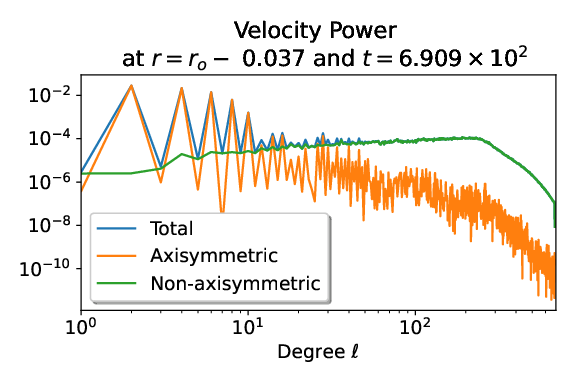 Velocity Power
at r = r_o − 0.037 and t = 6.909 × 10^2
10^−2
10^−4
10^−6
10^−8
10^−10
Total
Axisymmetric
Non-axisymmetric
10^0 10^1 10^2
Degree ℓ